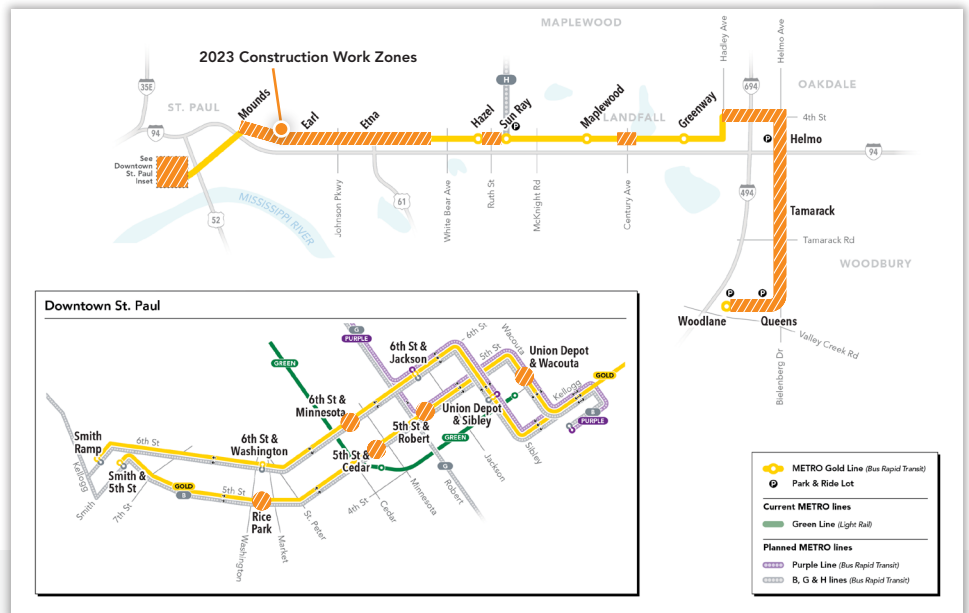 MAPLEWOOD
2023 Construction Work Zones
Hadley Ave
Helmo Ave
35E
ST. PAUL
Mounds
Earl
Etna
Hazel
Sun Ray
H
P
Maplewood
LANDFALL
Greenway
694
OAKDALE
4th St
94
P
Helmo
94
See
Downtown
St. Paul
inset
52
MISSISSIPPI RIVER
Johnson Pkwy
61
White Bear Ave
Ruth St
McKnight Rd
Century Ave
494
Tamarack
Tamarack Rd
WOODBURY
P
P
Woodlane
Queens
Valley Creek Rd
Bielenberg Dr
Downtown St. Paul
G
PURPLE
GREEN
6th St &
Jackson
6th St
5th St
Wacouta
Union Depot
& Wacouta
GOLD
Kellogg
B
PURPLE
6th St &
Minnesota
5th St &
Robert
Union Depot
& Sibley
GREEN
Sibley
Smith
Ramp
6th St
6th St &
Washington
5th St &
Cedar
G
Jackson
Kellogg
Smith &
5th St
GOLD
B
5th St
Smith
7th St
Rice
Park
St. Peter
4th St
Cedar
Minnesota
Robert
Washington
Market
METRO Gold Line (Bus Rapid Transit)
P
Park & Ride Lot
Current METRO lines
Green Line (Light Rail)
Planned METRO lines
Purple Line (Bus Rapid Transit)
B, G & H lines (Bus Rapid Transit)